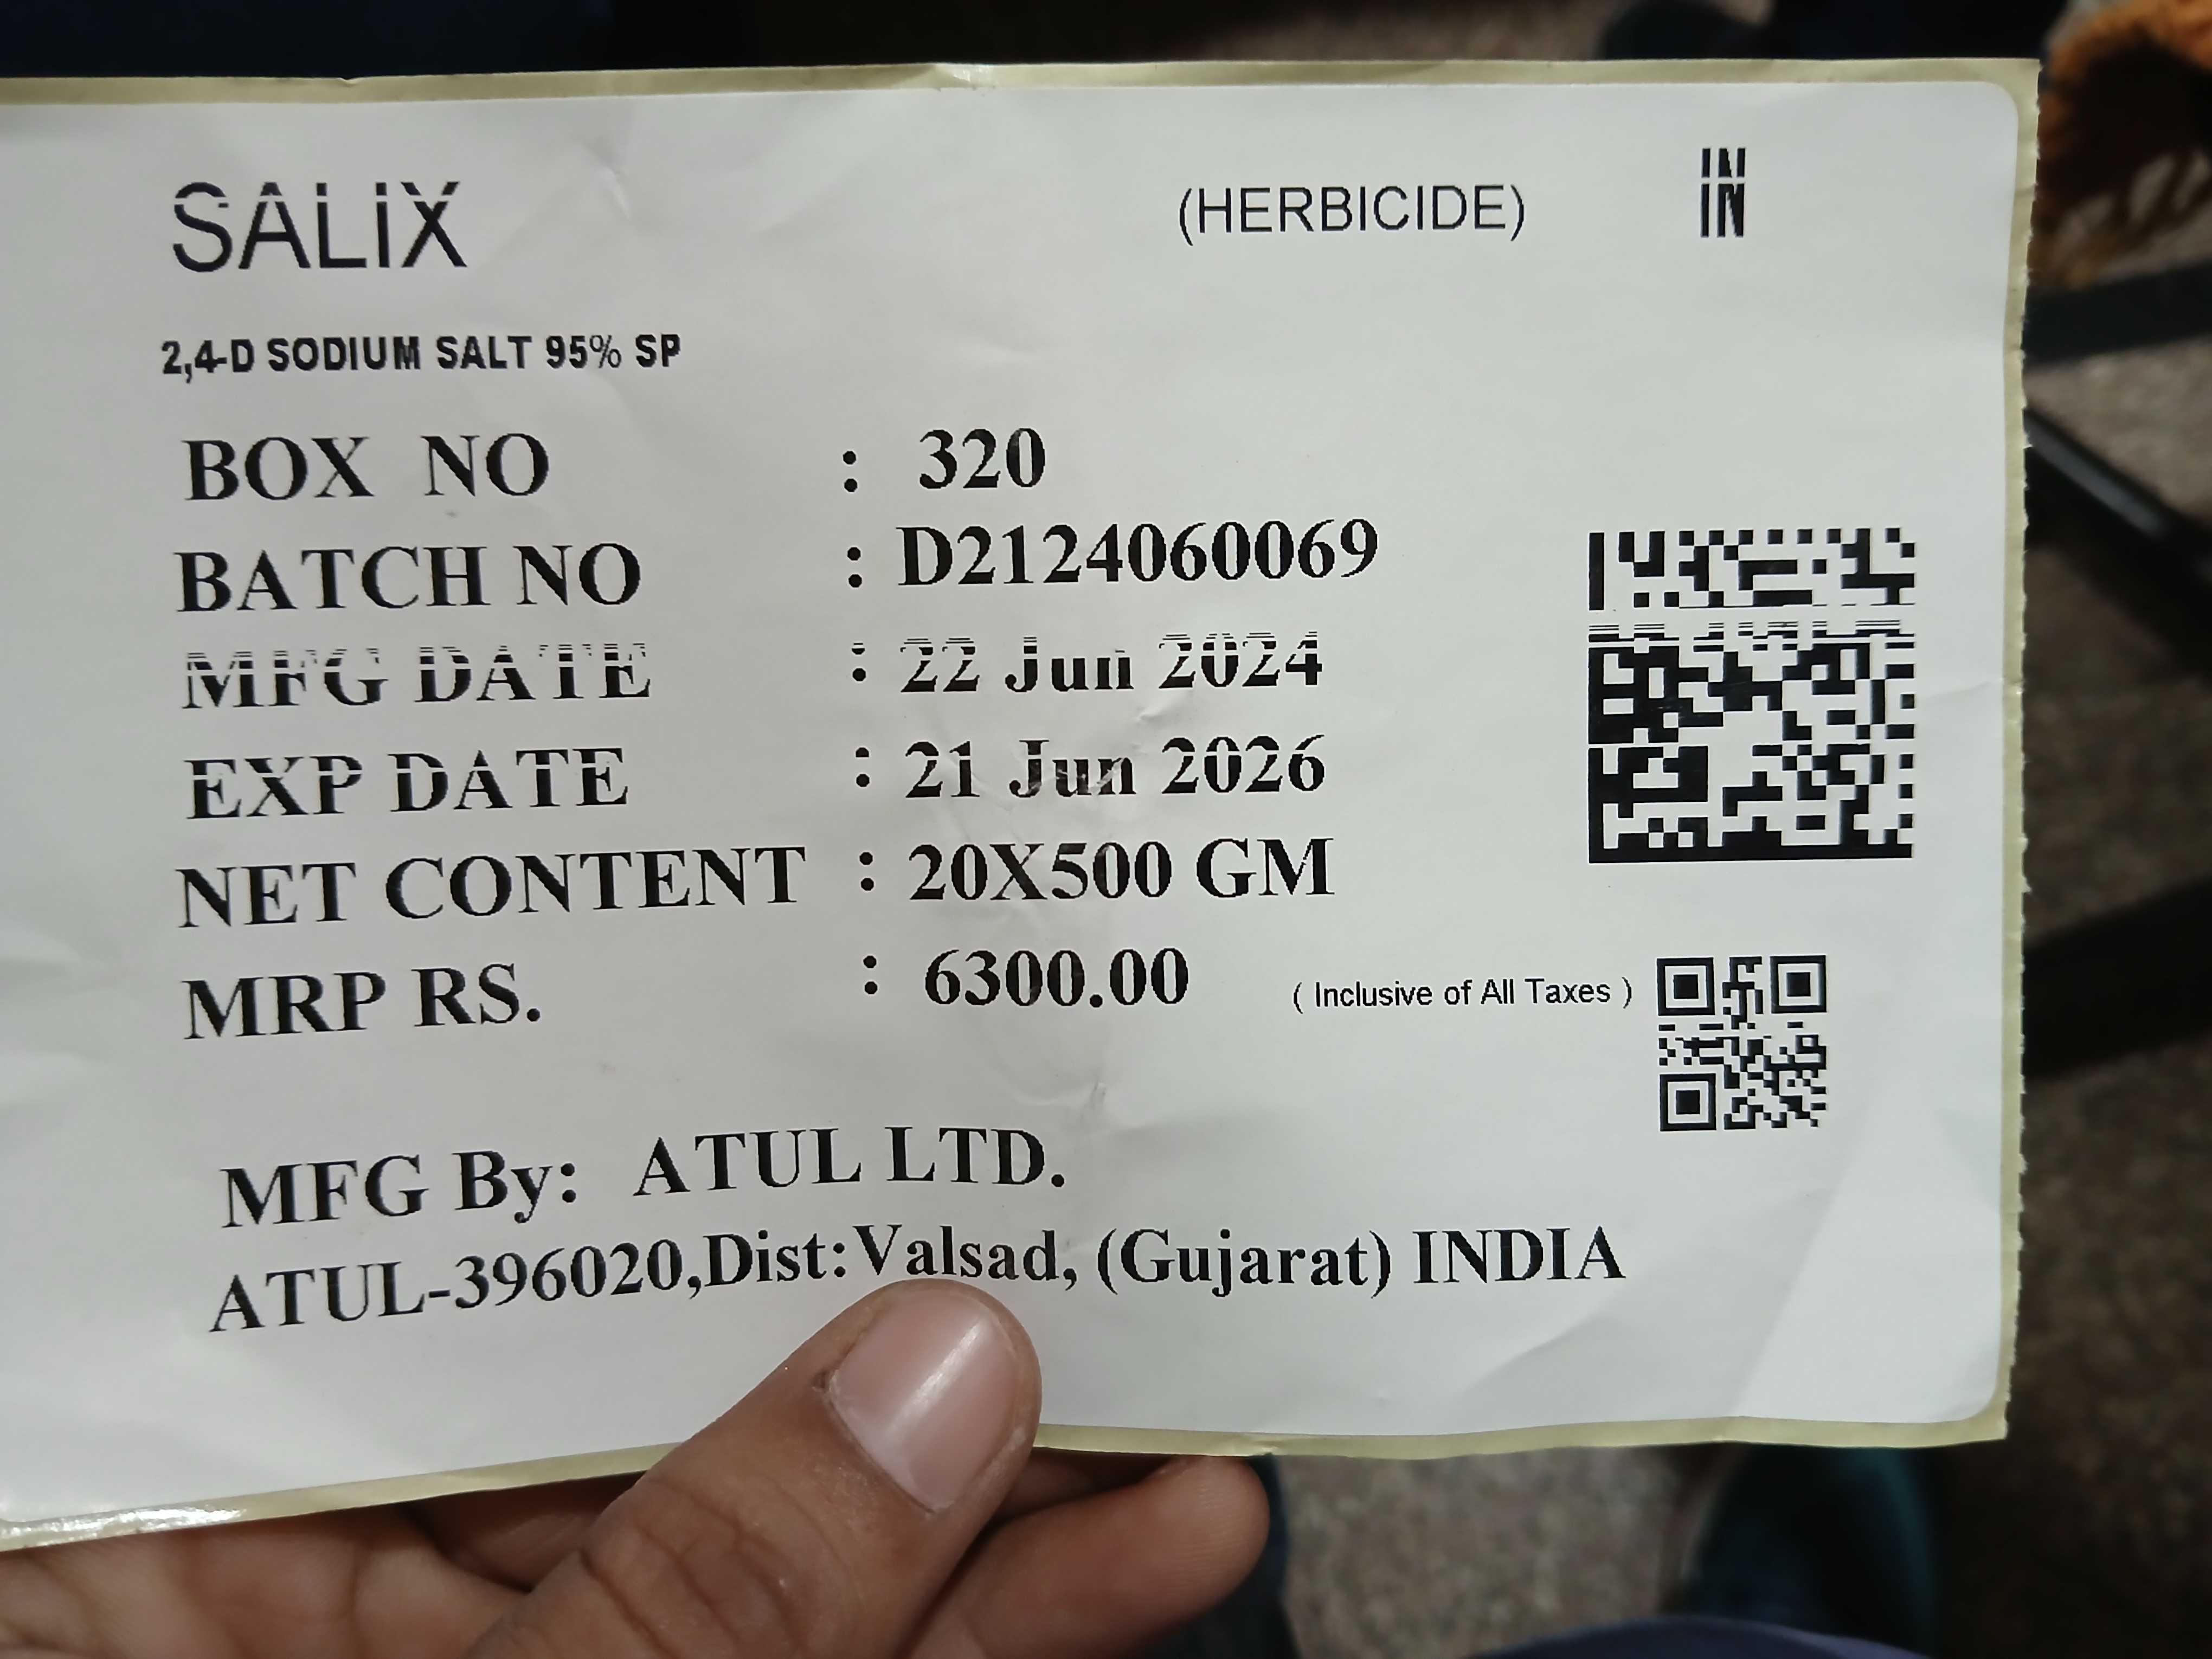 SALIX (HERBICIDE) IN
2,4-D SODIUM SALT 95% SP
BOX NO : 320
BATCH NO : D2124060069
MFG DATE : 22 Jun 2024
EXP DATE : 21 Jun 2026
NET CONTENT : 20X500 GM
MRP RS. : 6300.00 ( Inclusive of All Taxes )
MFG By: ATUL LTD.
ATUL-396020,Dist:Valsad, (Gujarat) INDIA